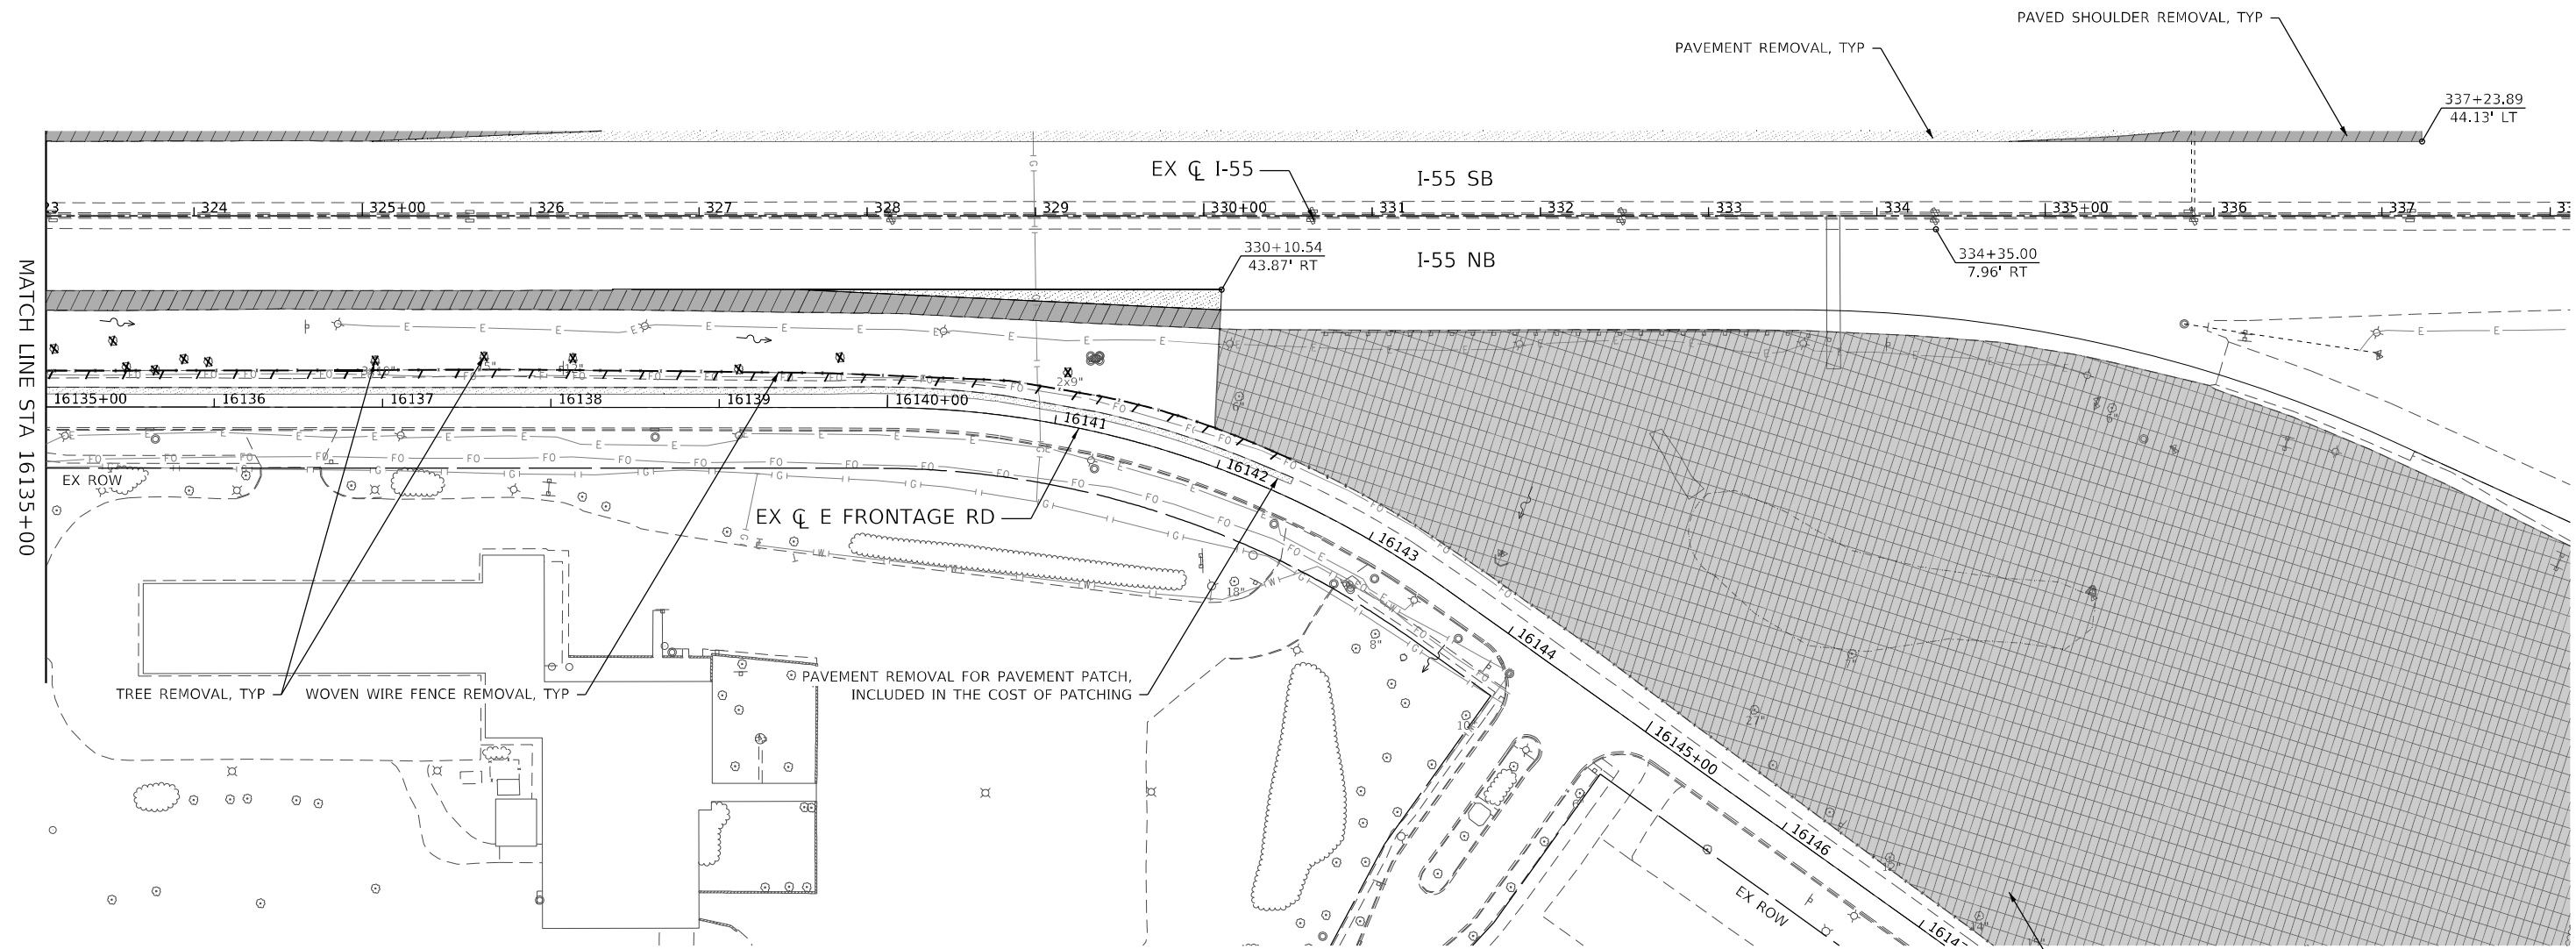 PAVED SHOULDER REMOVAL, TYP
PAVEMENT REMOVAL, TYP
337+23.89
44.13' LT
EX ℄ I-55
I-55 SB
324
325+00
326
327
328
329
330+00
331
332
333
334
335+00
336
337
330+10.54
43.87' RT
I-55 NB
334+35.00
7.96' RT
MATCH LINE STA 16135+00
2x9"
6"
6"
16135+00
16136
16137
16138
16139
16140+00
16141
16142
16143
16144
16145+00
16146
EX ROW
EX ℄ E FRONTAGE RD
18"
8"
TREE REMOVAL, TYP
WOVEN WIRE FENCE REMOVAL, TYP
PAVEMENT REMOVAL FOR PAVEMENT PATCH,
INCLUDED IN THE COST OF PATCHING
27"
EX ROW